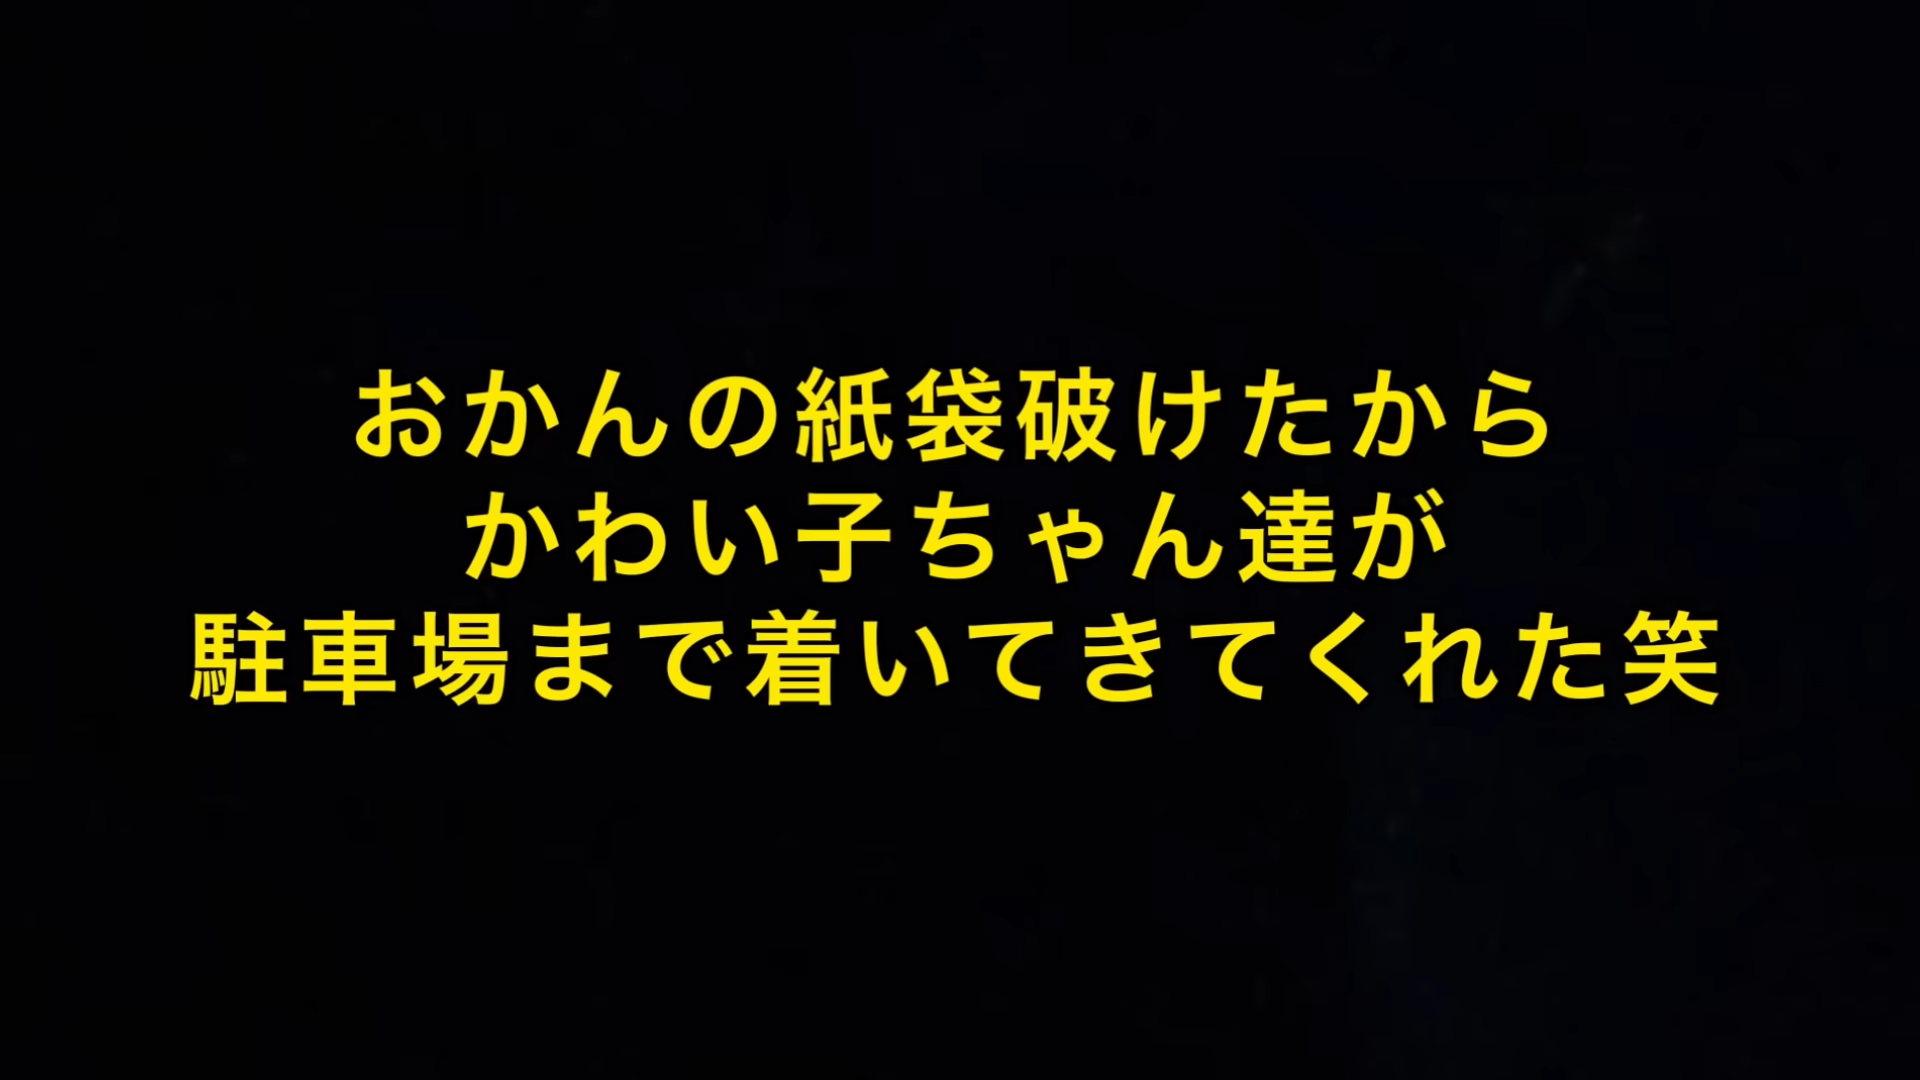 おかんの紙袋破けたから
かわい子ちゃん達が
駐車場まで着いてきてくれた笑